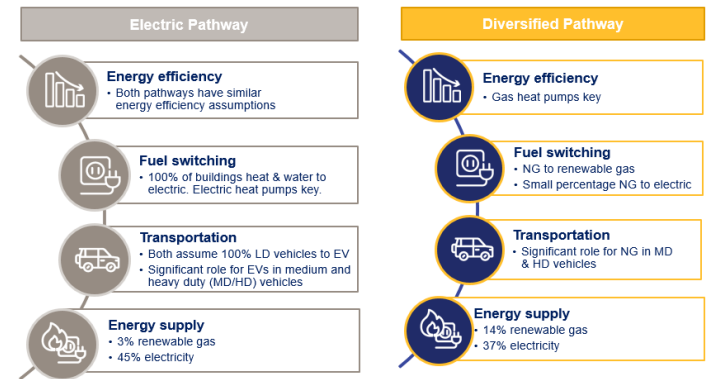 Electric Pathway
Energy efficiency
• Both pathways have similar
energy efficiency assumptions
Fuel switching
• 100% of buildings heat & water to
electric. Electric heat pumps key.
Transportation
• Both assume 100% LD vehicles to EV
• Significant role for EVs in medium and
heavy duty (MD/HD) vehicles
Energy supply
• 3% renewable gas
• 45% electricity
Diversified Pathway
Energy efficiency
• Gas heat pumps key
Fuel switching
• NG to renewable gas
• Small percentage NG to electric
Transportation
• Significant role for NG in MD
& HD vehicles
Energy supply
• 14% renewable gas
• 37% electricity